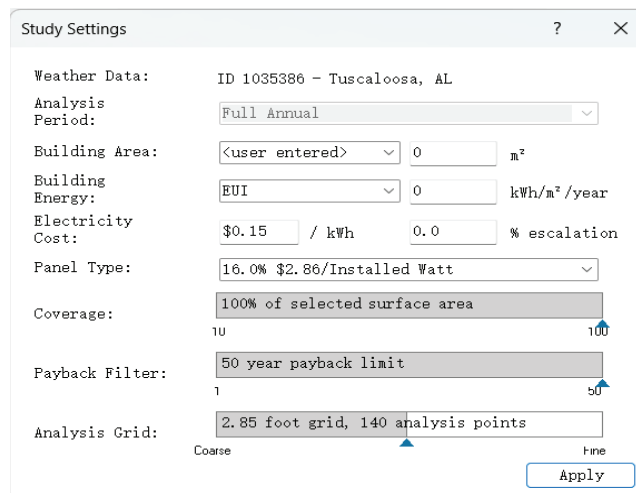 Study Settings ? ✕
Weather Data: ID 1035386 - Tuscaloosa, AL
Analysis
Period: Full Annual
Building Area: <user entered> 0 m²
Building
Energy: EUI 0 kWh/m²/year
Electricity
Cost: $0.15 / kWh 0.0 % escalation
Panel Type: 16.0% $2.86/Installed Watt
Coverage: 100% of selected surface area
10 100
Payback Filter: 50 year payback limit
1 50
Analysis Grid: 2.85 foot grid, 140 analysis points
Coarse Fine
Apply